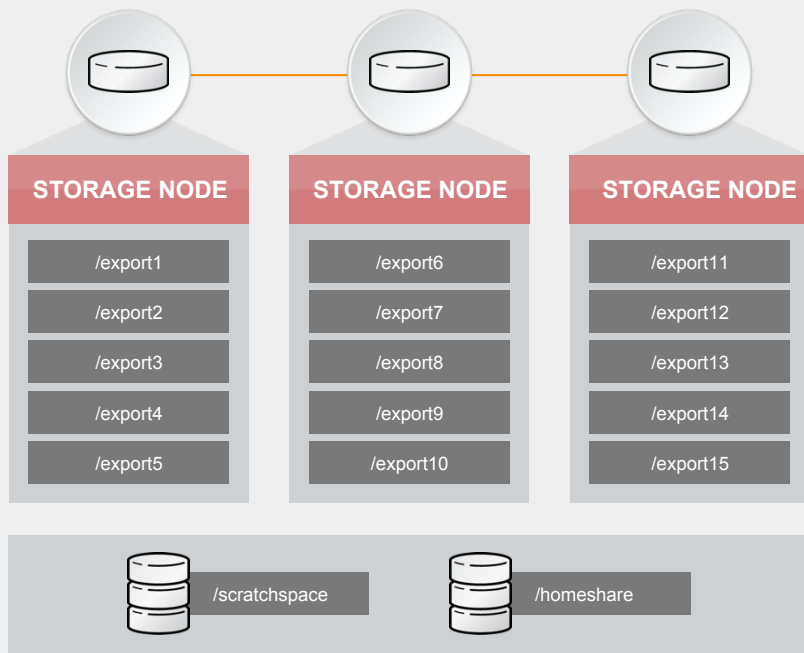 STORAGE NODE
/export1
/export2
/export3
/export4
/export5
STORAGE NODE
/export6
/export7
/export8
/export9
/export10
STORAGE NODE
/export11
/export12
/export13
/export14
/export15
/scratchspace
/homeshare